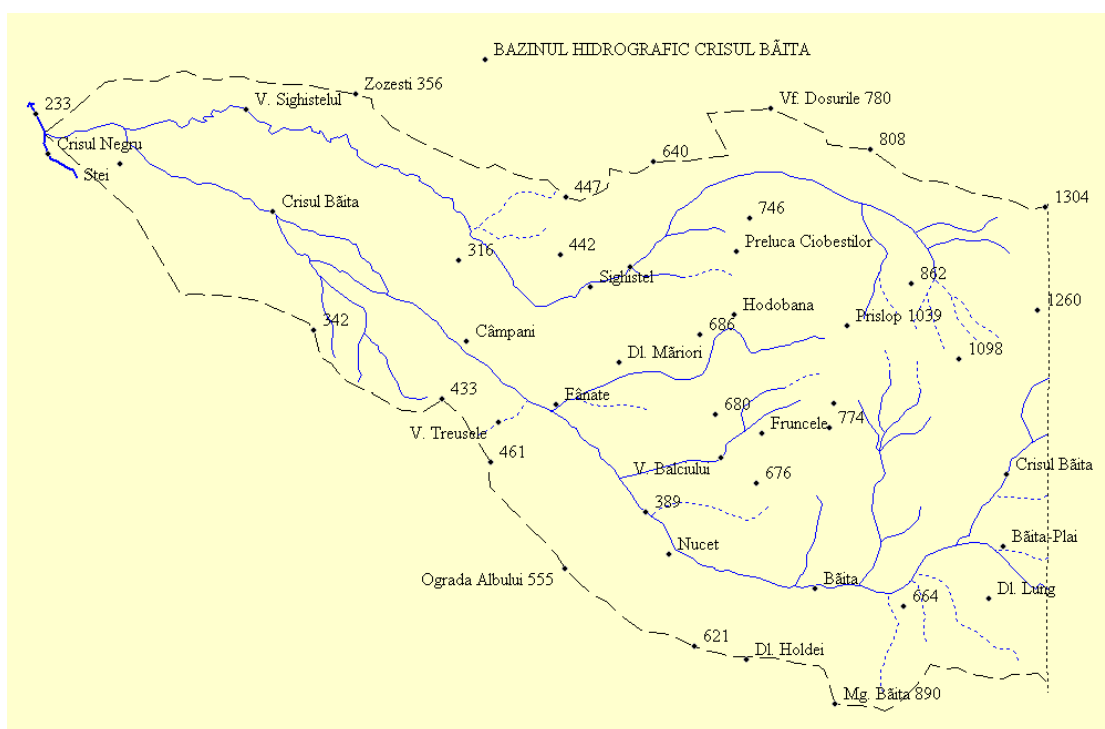 BAZINUL HIDROGRAFIC CRISUL BÃITA
Zozesti 356
V. Sighistelul
Vf. Dosurile 780
233
Crisul Negru
Stei
808
640
447
1304
Crisul Bãita
746
316
442
Preluca Ciobestilor
Sighistel
862
1260
342
Câmpani
686
Hodobana
Prislop 1039
Dl. Mãriori
1098
433
Eânate
680
Fruncele
774
V. Treusele
461
V. Balciului
676
Crisul Bãita
389
Nucet
Bãita-Plai
Ograda Albului 555
Bãita
664
Dl. Lung
621
Dl. Holdei
Mg. Bãita 890